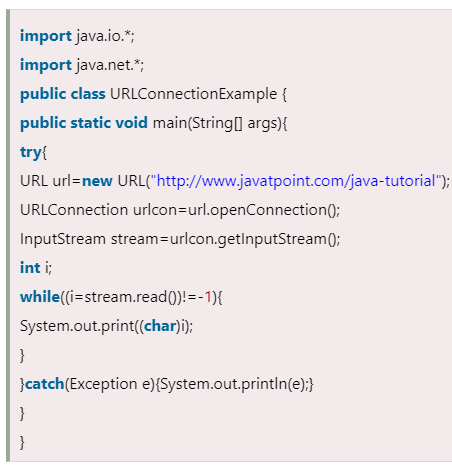 import java.io.*;
import java.net.*;
public class URLConnectionExample {
public static void main(String[] args){
try{
URL url=new URL("http://www.javatpoint.com/java-tutorial");
URLConnection urlcon=url.openConnection();
InputStream stream=urlcon.getInputStream();
int i;
while((i=stream.read())!=-1){
System.out.print((char)i);
}
}catch(Exception e){System.out.println(e);}
}
}